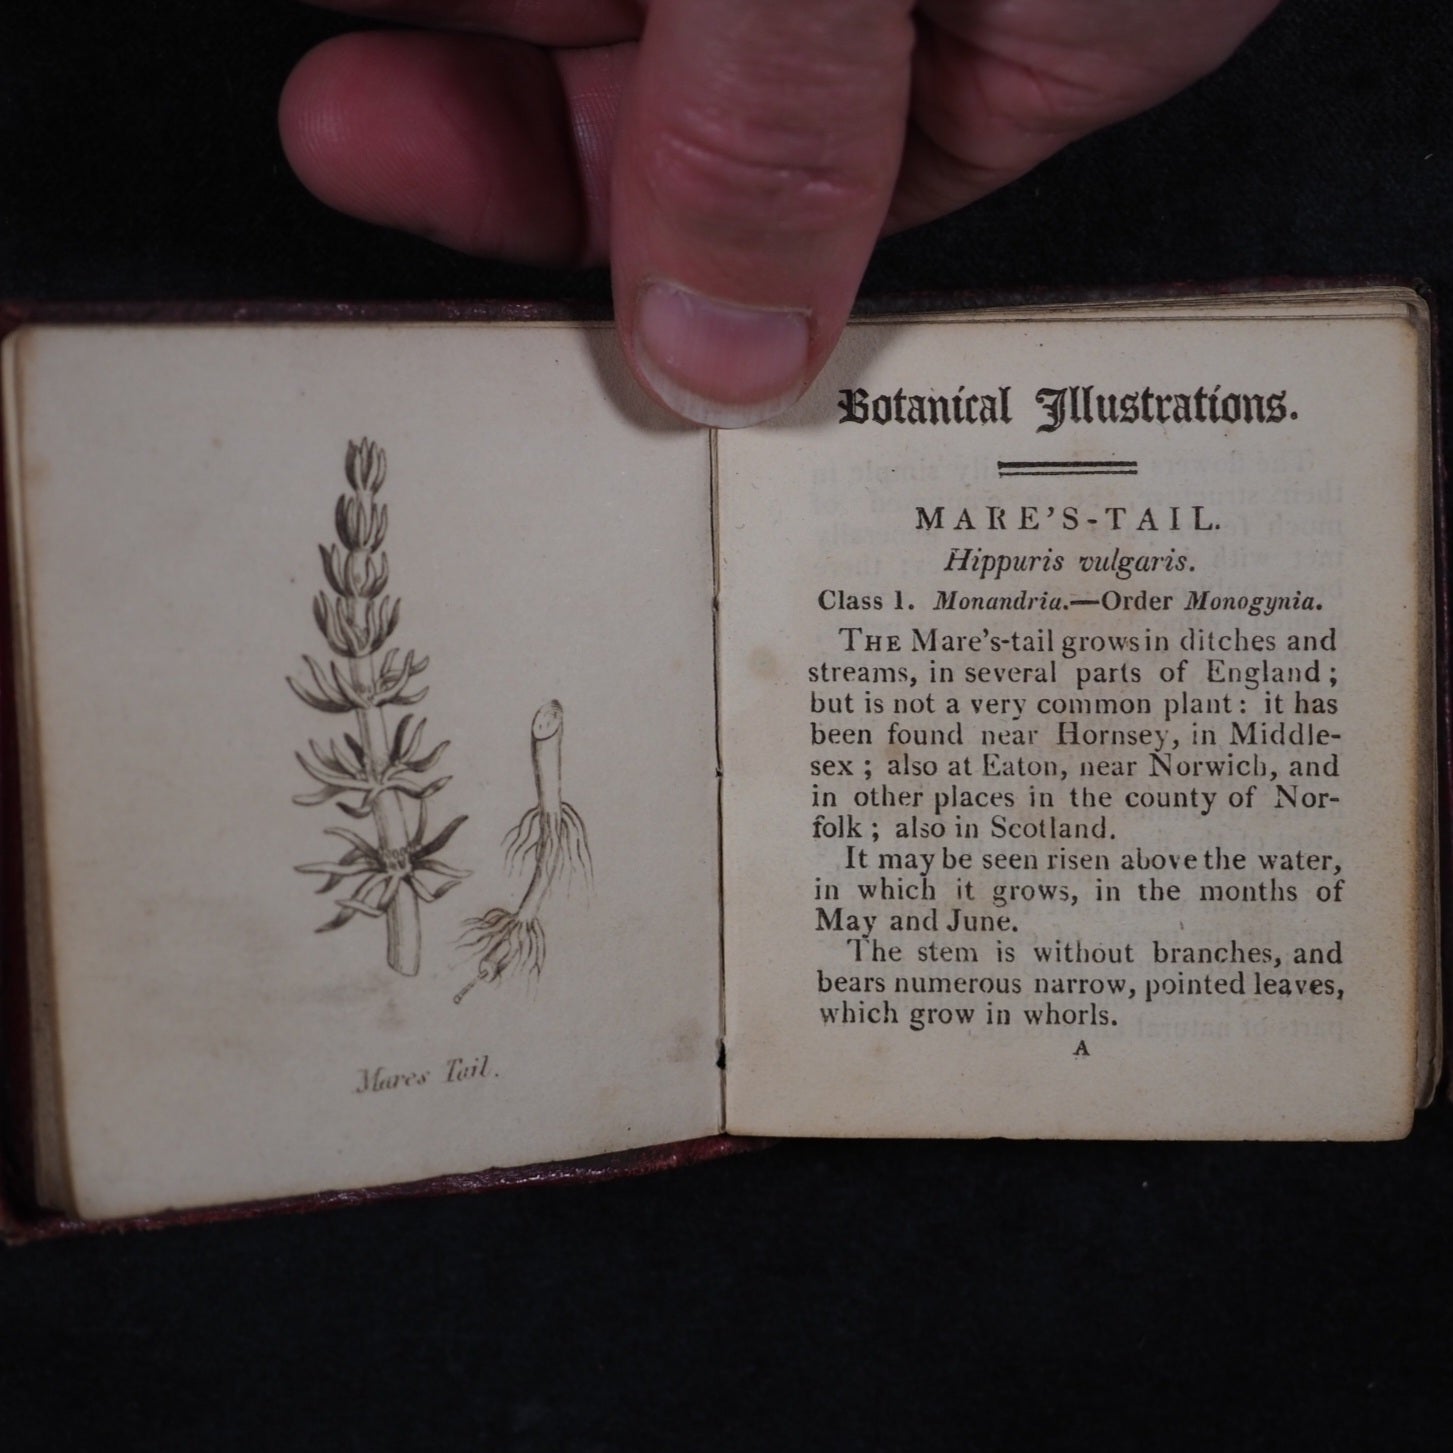 Mares Tail.
Botanical Illustrations.
MARE'S-TAIL.
Hippuris vulgaris.
Class 1. Monandria.—Order Monogynia.
THE Mare's-tail grows in ditches and
streams, in several parts of England;
but is not a very common plant: it has
been found near Hornsey, in Middle-
sex; also at Eaton, near Norwich, and
in other places in the county of Nor-
folk; also in Scotland.
It may be seen risen above the water,
in which it grows, in the months of
May and June.
The stem is without branches, and
bears numerous narrow, pointed leaves,
which grow in whorls.
A